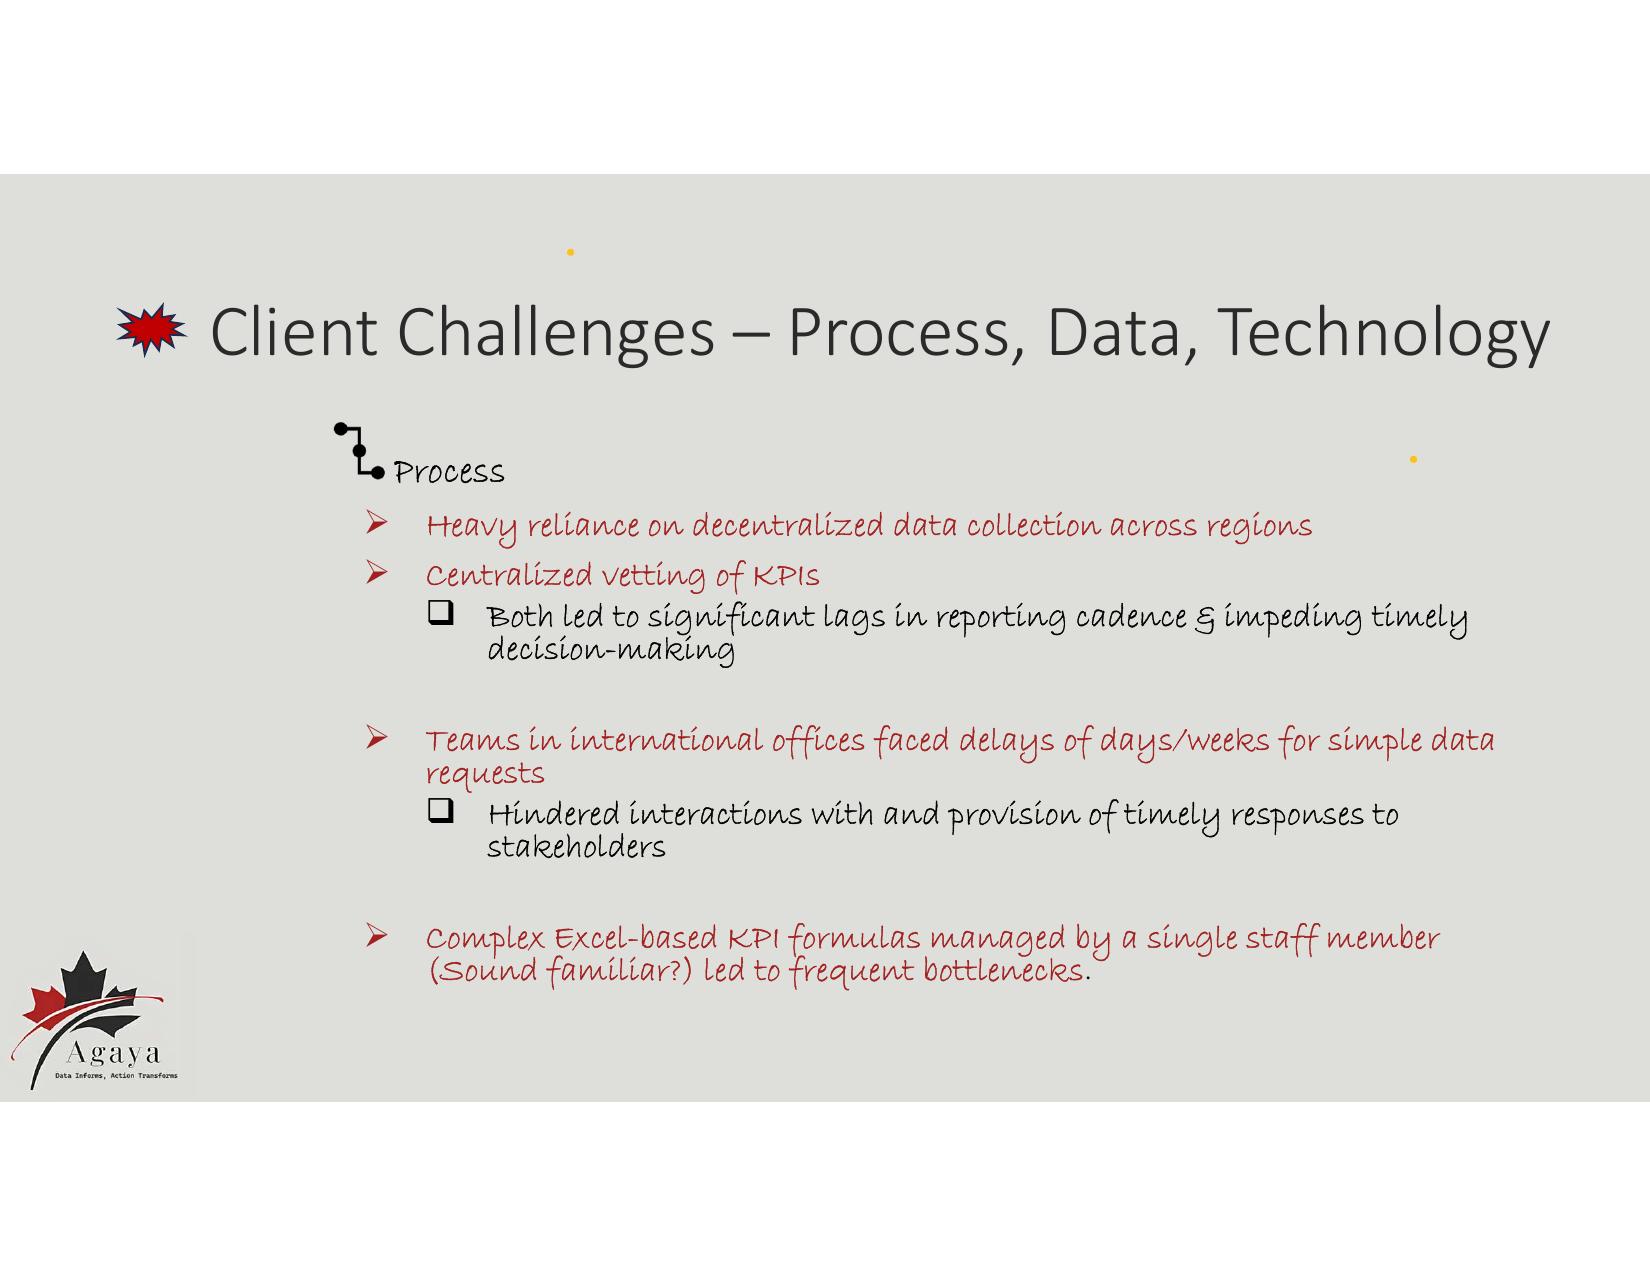 Client Challenges – Process, Data, Technology
Process
Heavy reliance on decentralized data collection across regions
Centralized vetting of KPIs
Both led to significant lags in reporting cadence & impeding timely
decision-making
Teams in international offices faced delays of days/weeks for simple data
requests
Hindered interactions with and provision of timely responses to
stakeholders
Complex Excel-based KPI formulas managed by a single staff member
(Sound familiar?) led to frequent bottlenecks.
Agaya
Data Informs, Action Transforms